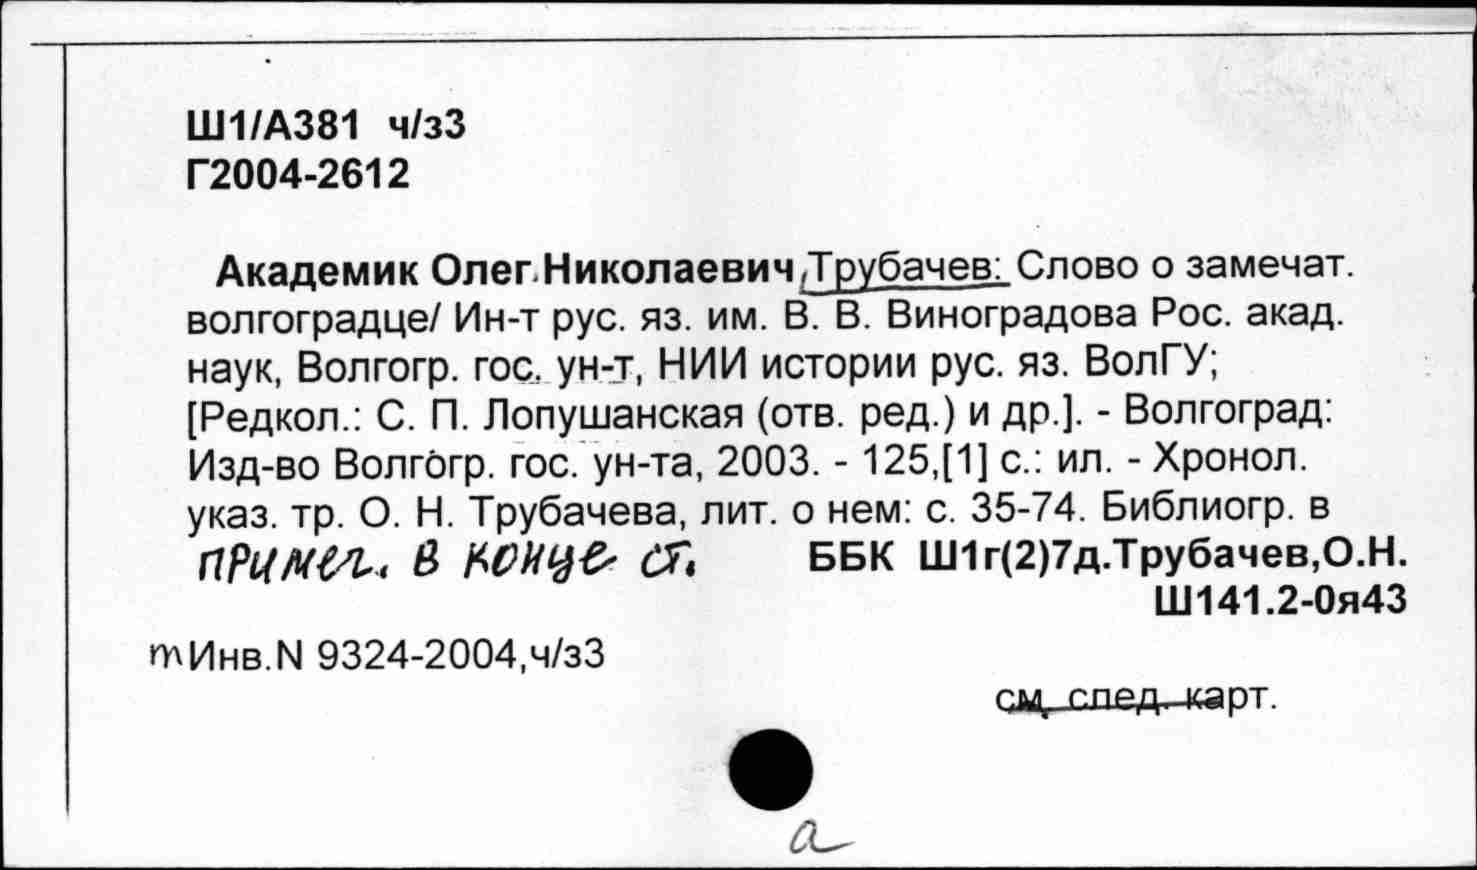 Ш1/А381 ч/з3
Г2004-2612
Академик Олег Николаевич Трубачев: Слово о замечат.
волгоградце/ Ин-т рус. яз. им. В. В. Виноградова Рос. акад.
наук, Волгогр. гос. ун-т, НИИ истории рус. яз. ВолГУ;
[Редкол.: С. П. Лопушанская (отв. ред.) и др.]. - Волгоград:
Изд-во Волгогр. гос. ун-та, 2003. - 125,[1] с.: ил. - Хронол.
указ. тр. О. Н. Трубачева, лит. о нем: с. 35-74. Библиогр. в
примеч. в конце ст. ББК Ш1г(2)7д.Трубачев,О.Н.
Ш141.2-0я43
т Инв.N 9324-2004,ч/з3
см. след. карт.
а